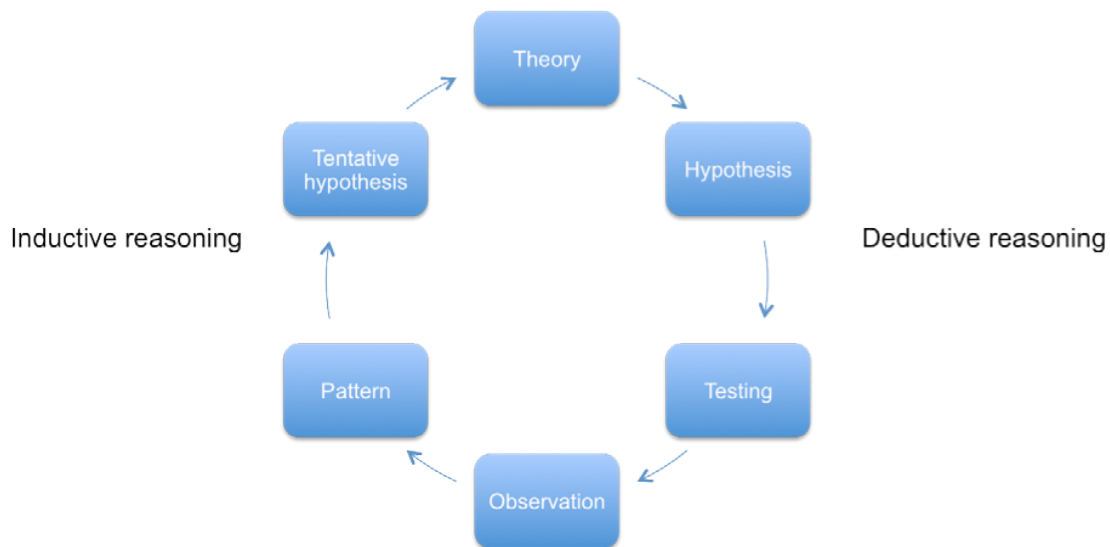 Theory
Tentative
hypothesis
Hypothesis
Inductive reasoning
Deductive reasoning
Pattern
Testing
Observation